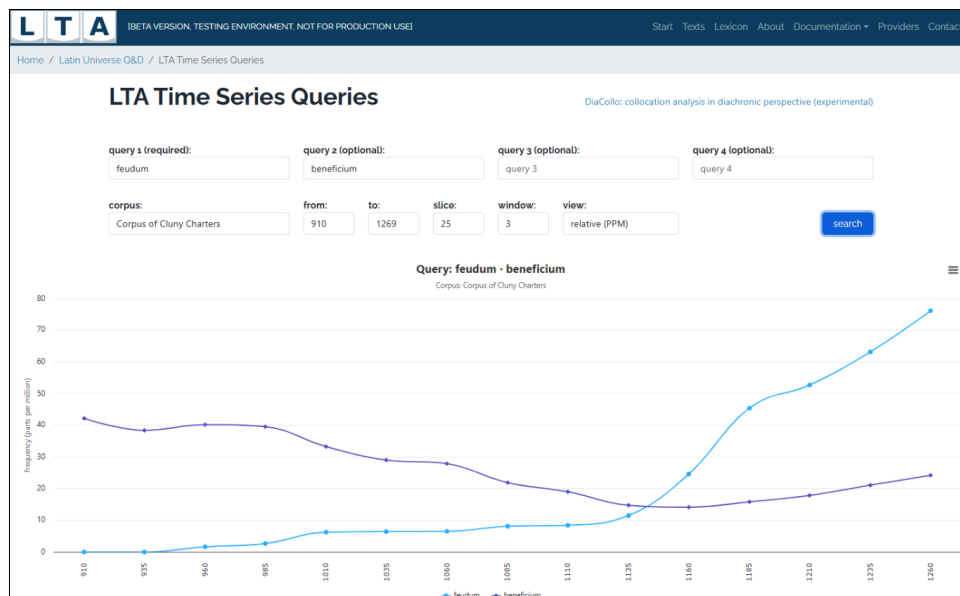 LTA [BETA VERSION, TESTING ENVIRONMENT, NOT FOR PRODUCTION USE] Start Texts Lexicon About Documentation Providers Contac
Home / Latin Universe Q&D / LTA Time Series Queries
LTA Time Series Queries
DiaCollo: collocation analysis in diachronic perspective (experimental)
query 1 (required): query 2 (optional): query 3 (optional): query 4 (optional):
feudum beneficium query 3 query 4
corpus: from: to: slice: window: view:
Corpus of Cluny Charters 910 1269 25 3 relative (PPM) search
Query: feudum · beneficium
Corpus: Corpus of Cluny Charters
80
70
60
50
40
30
20
10
0
frequency (parts per million)
910 935 960 985 1010 1035 1060 1085 1110 1135 1160 1185 1210 1235 1260
feudum beneficium